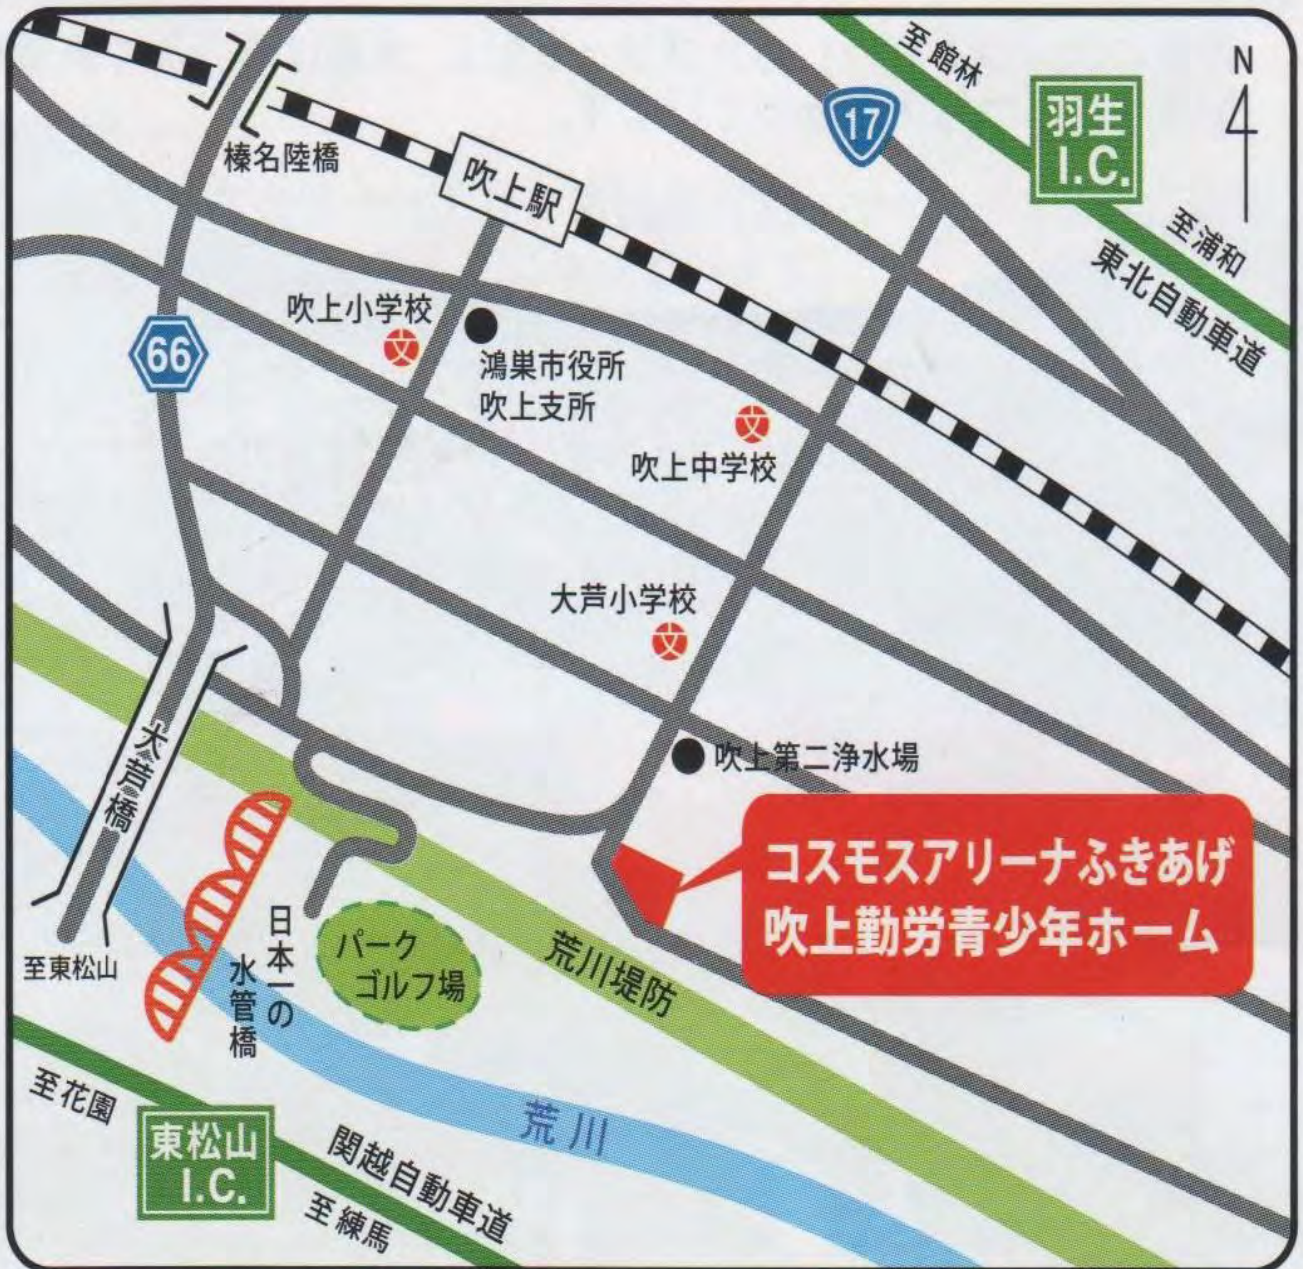 至館林
N
羽生
I.C.
17
榛名陸橋
吹上駅
至浦和
東北自動車道
吹上小学校
文
66
鴻巣市役所
吹上支所
文
吹上中学校
大芦小学校
文
大芦橋
吹上第二浄水場
コスモスアリーナふきあげ
吹上勤労青少年ホーム
日本一の
水管橋
パーク
ゴルフ場
荒川堤防
至東松山
荒川
至花園
東松山
I.C.
関越自動車道
至練馬